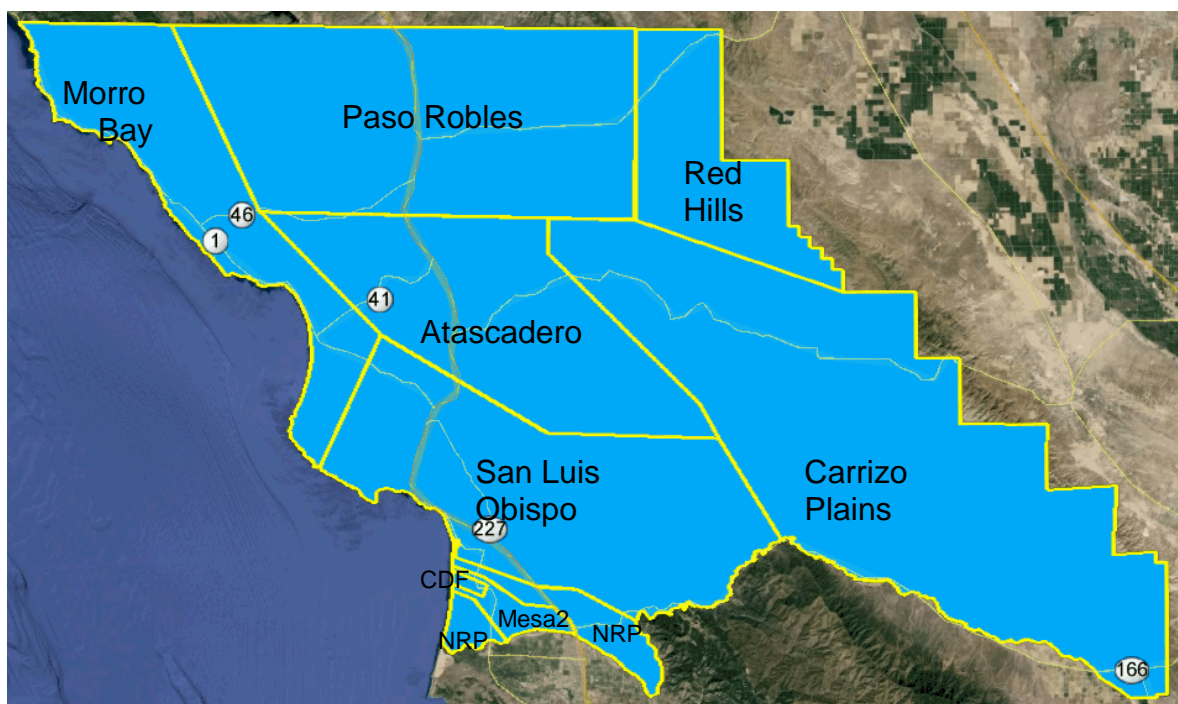 Morro
Bay
Paso Robles
Red
Hills
46
1
41
Atascadero
San Luis
Obispo
Carrizo
Plains
227
CDF
Mesa2
NRP
NRP
166